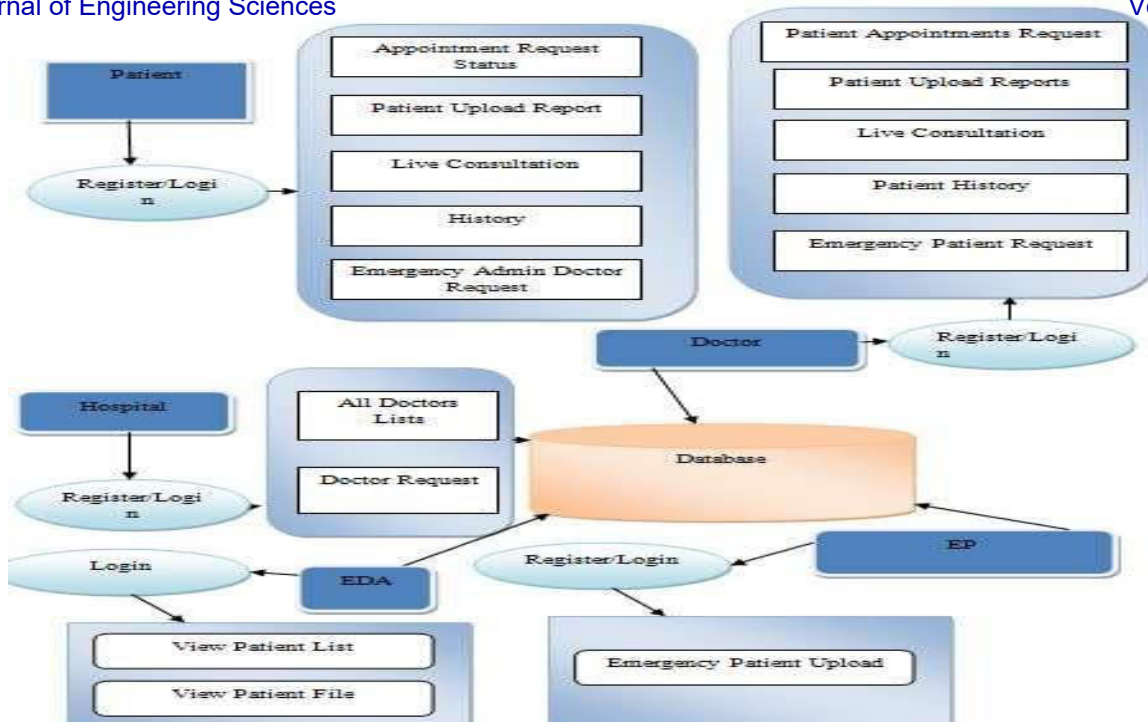 rnal of Engineering Sciences
Patient
Register/Logi
n
Appointment Request
Status
Patient Upload Report
Live Consultation
History
Emergency Admin Doctor
Request
Patient Appointments Request
Patient Upload Reports
Live Consultation
Patient History
Emergency Patient Request
Doctor
Register/Logi
n
Hospital
Register/Logi
n
All Doctors
Lists
Doctor Request
Database
Login
EDA
Register/Login
EP
View Patient List
View Patient File
Emergency Patient Upload